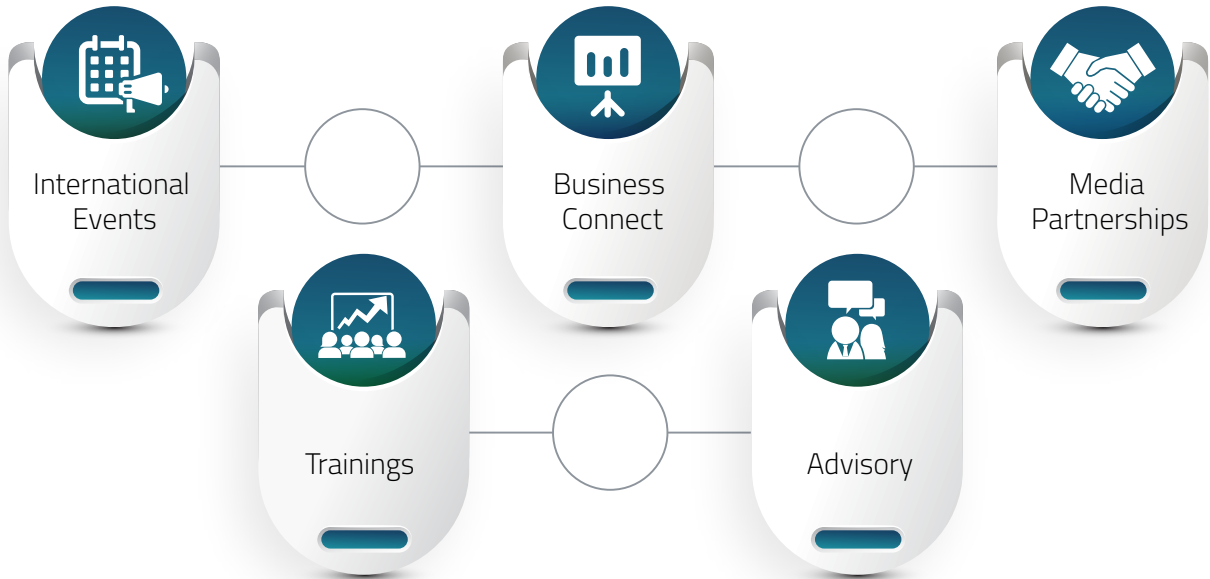 International
Events
Business
Connect
Media
Partnerships
Trainings
Advisory